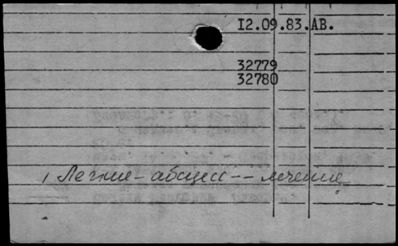 12.09.83.АВ.
32779
32780
Легкие - абсцесс -- лечение